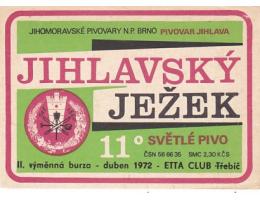 JIHOMORAVSKÉ PIVOVARY N.P. BRNO PIVOVAR JIHLAVA
JIHLAVSKÝ
JEŽEK
11° SVĚTLÉ PIVO
ČSN 56 66 35 SMC 2,30 KČS
II. výměnná burza - duben 1972 - ETTA CLUB Třebíč